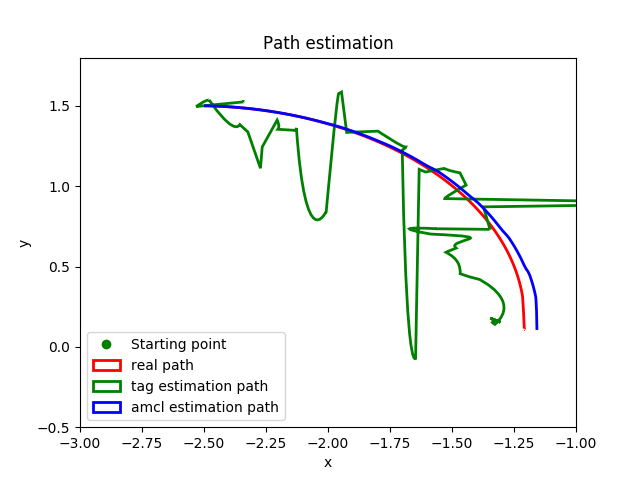 Path estimation
y
1.5
1.0
0.5
0.0
−0.5
Starting point
real path
tag estimation path
amcl estimation path
−3.00 −2.75 −2.50 −2.25 −2.00 −1.75 −1.50 −1.25 −1.00
x